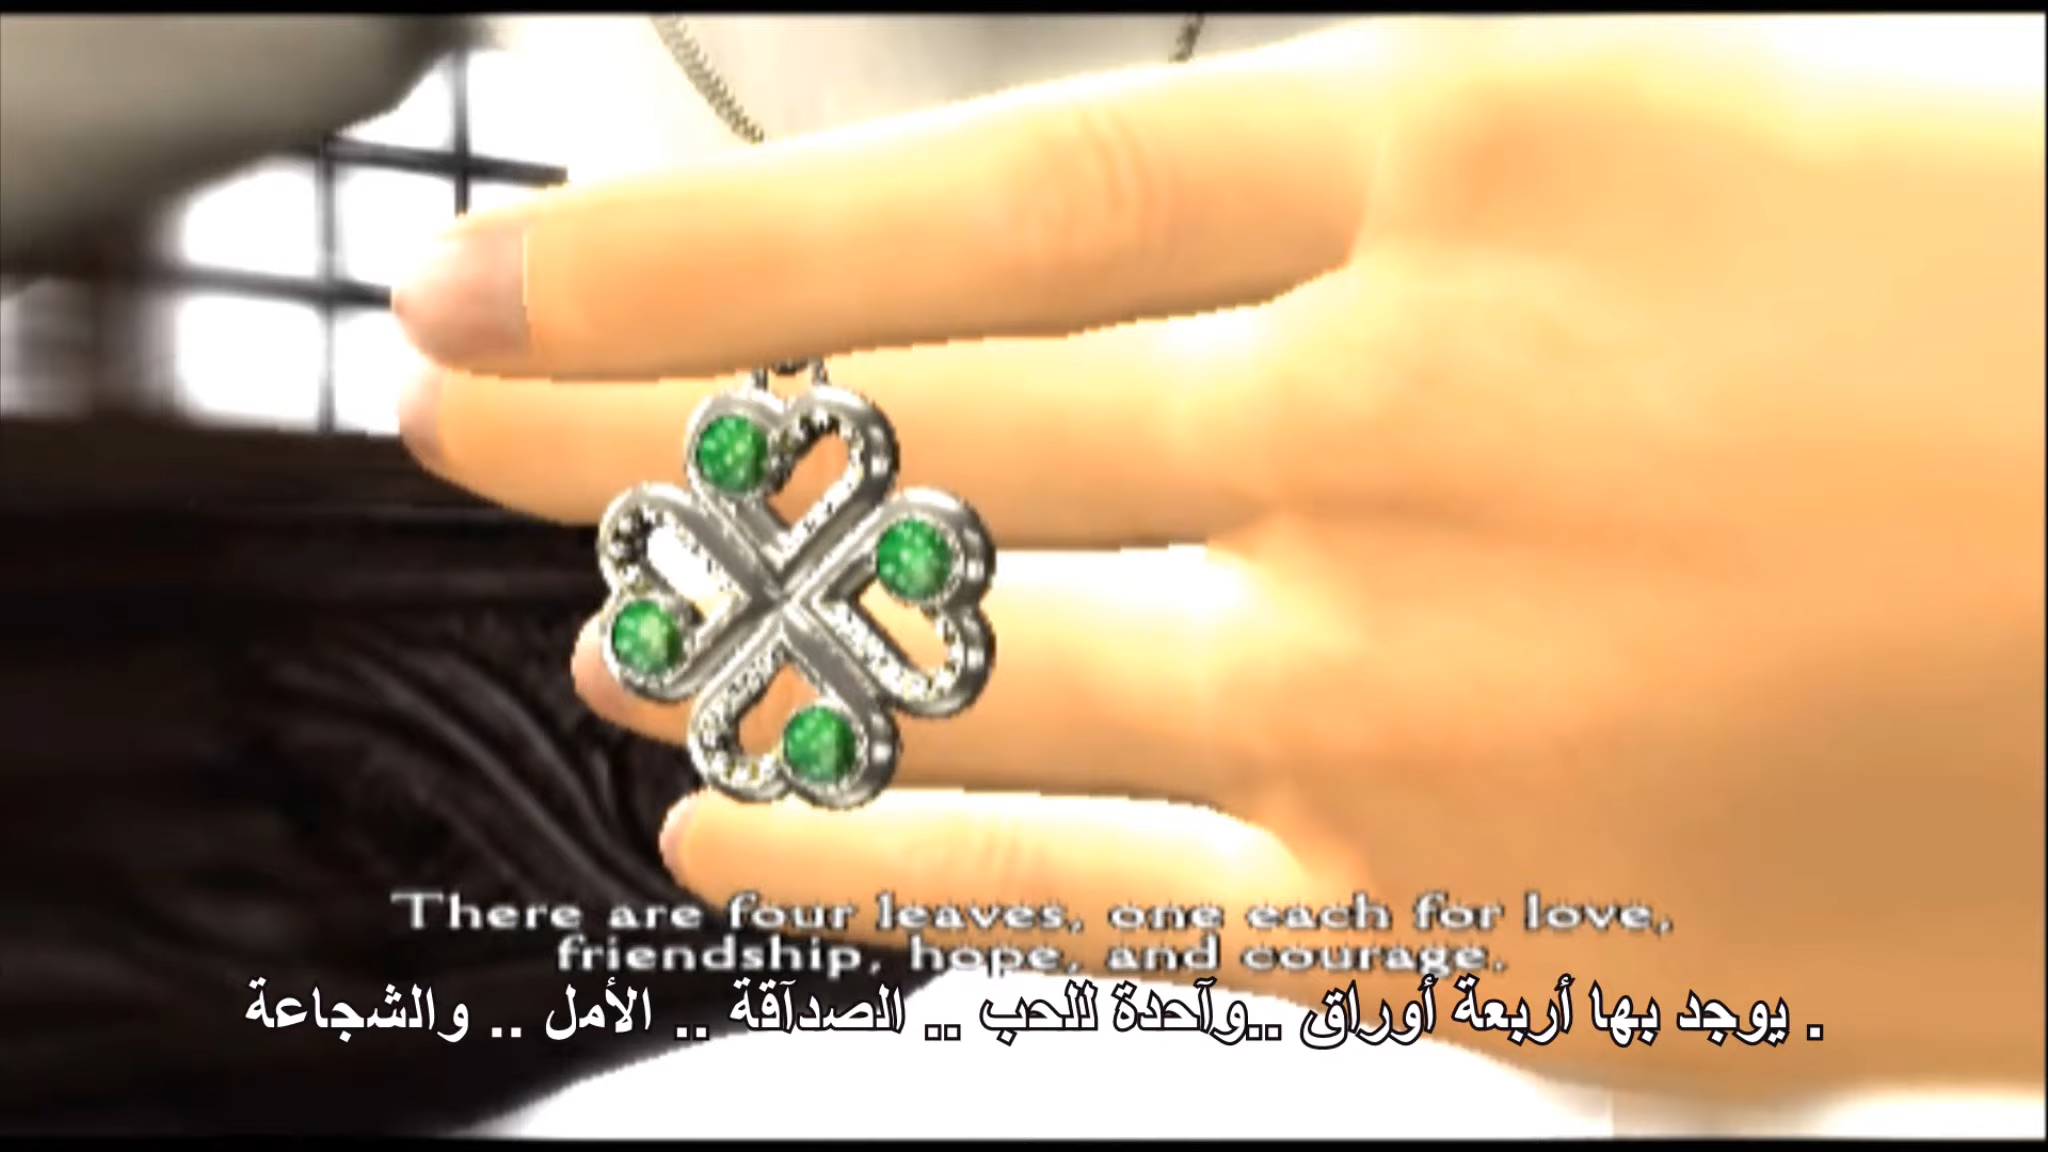 There are four leaves, one each for love,
friendship, hope, and courage.
يوجد بها أربعة أوراق ..وآحدة للحب .. الصدآقة .. الأمل .. والشجاعة .